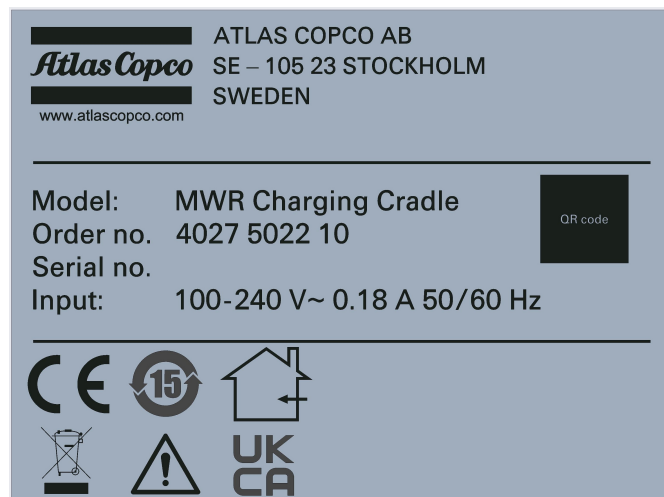 Atlas Copco
www.atlascopco.com
ATLAS COPCO AB
SE – 105 23 STOCKHOLM
SWEDEN
Model: MWR Charging Cradle
Order no. 4027 5022 10
Serial no.
Input: 100-240 V~ 0.18 A 50/60 Hz
QR code
CE
15
UK
CA